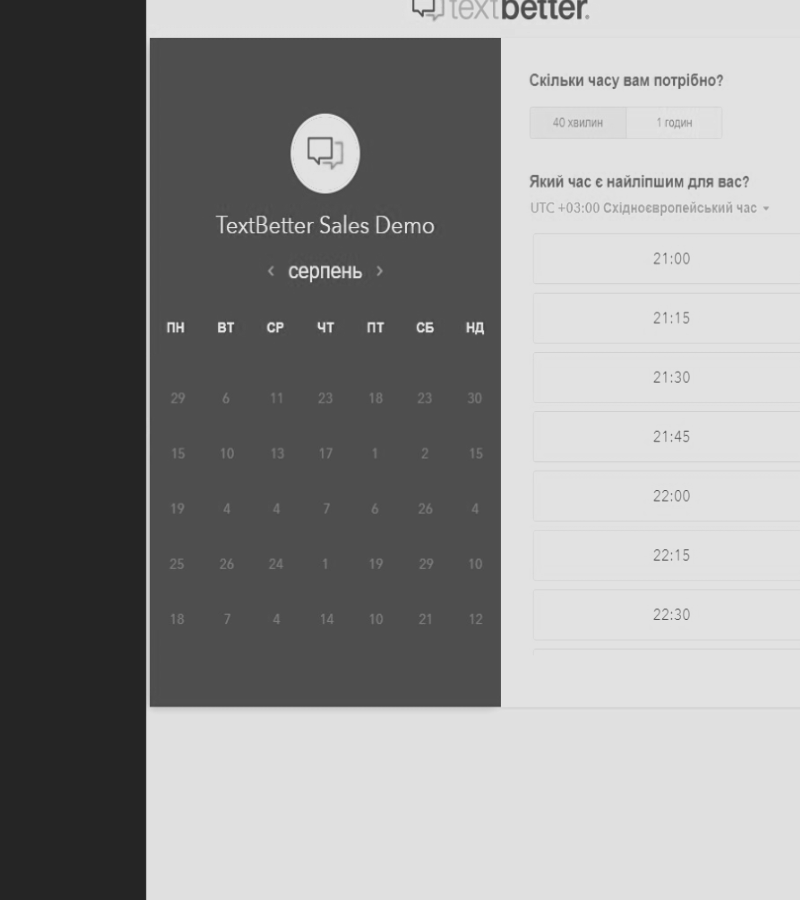 textbetter.
TextBetter Sales Demo
‹ серпень ›
ПН ВТ СР ЧТ ПТ СБ НД
29 6 11 23 18 23 30
15 10 13 17 1 2 15
19 4 4 7 6 26 4
25 26 24 1 19 29 10
18 7 4 14 10 21 12
Скільки часу вам потрібно?
40 хвилин 1 годин
Який час є найліпшим для вас?
UTC +03:00 Східноєвропейський час
21:00
21:15
21:30
21:45
22:00
22:15
22:30